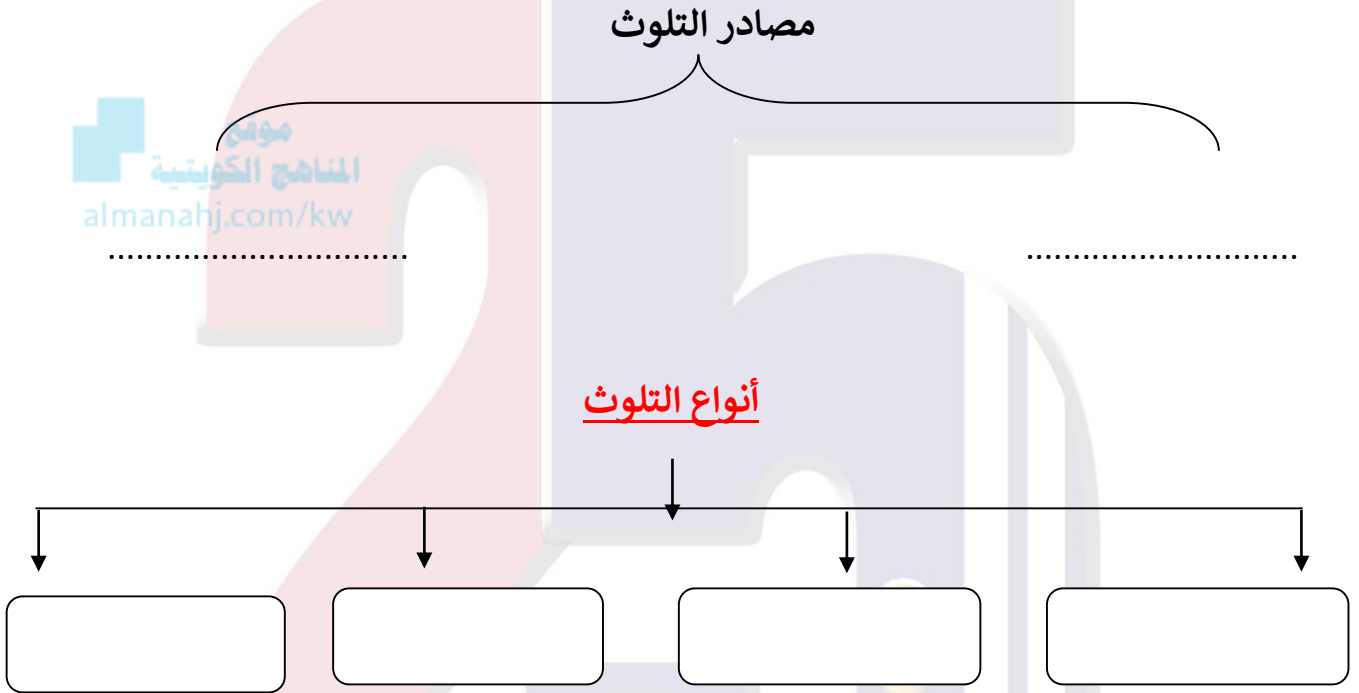 مصادر التلوث
موقع
المناهج الكويتية
almanahj.com/kw
............................
................................
أنواع التلوث